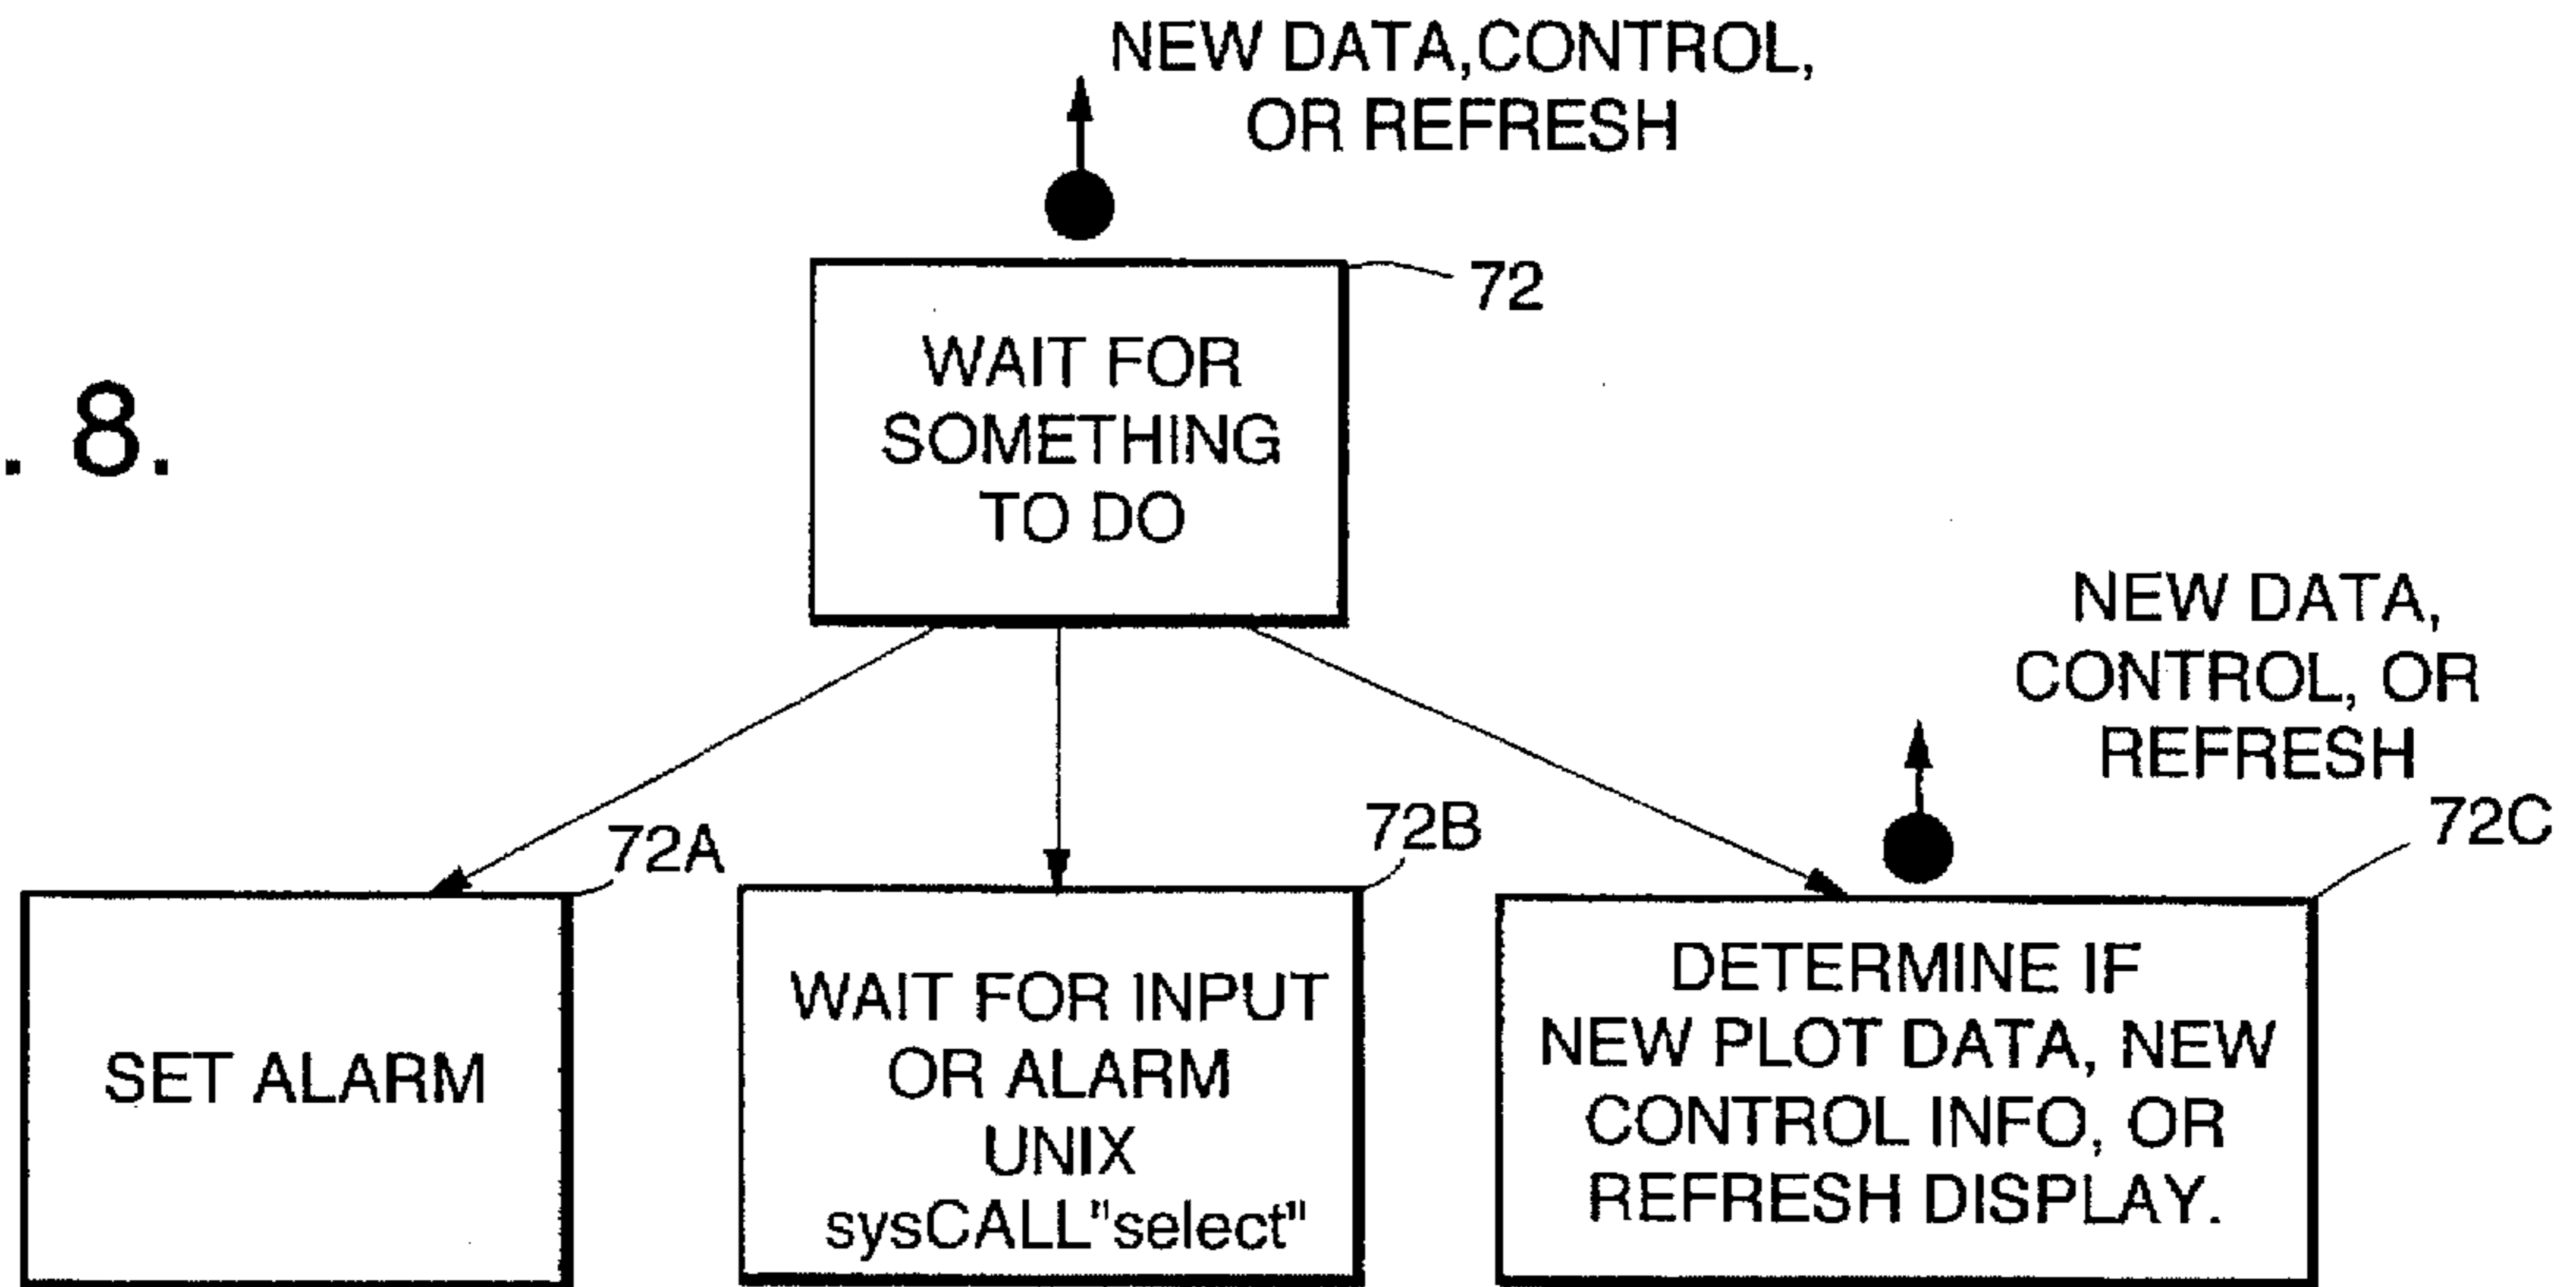 NEW DATA,CONTROL,
OR REFRESH
72
WAIT FOR
SOMETHING
TO DO
. 8.
NEW DATA,
CONTROL, OR
REFRESH
72A
72B
72C
SET ALARM
WAIT FOR INPUT
OR ALARM
UNIX
sysCALL"select"
DETERMINE IF
NEW PLOT DATA, NEW
CONTROL INFO, OR
REFRESH DISPLAY.